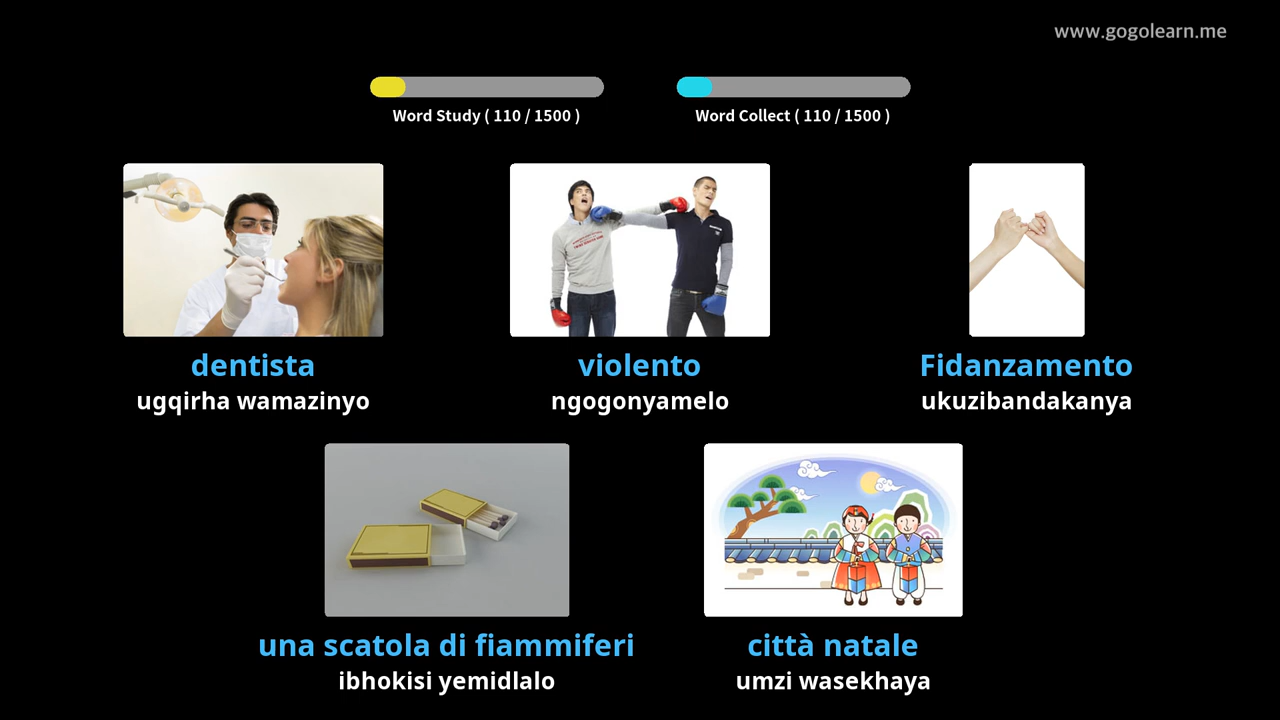 www.gogolearn.me
Word Study ( 110 / 1500 )
Word Collect ( 110 / 1500 )
dentista
ugqirha wamazinyo
violento
ngogonyamelo
Fidanzamento
ukuzibandakanya
una scatola di fiammiferi
ibhokisi yemidlalo
città natale
umzi wasekhaya